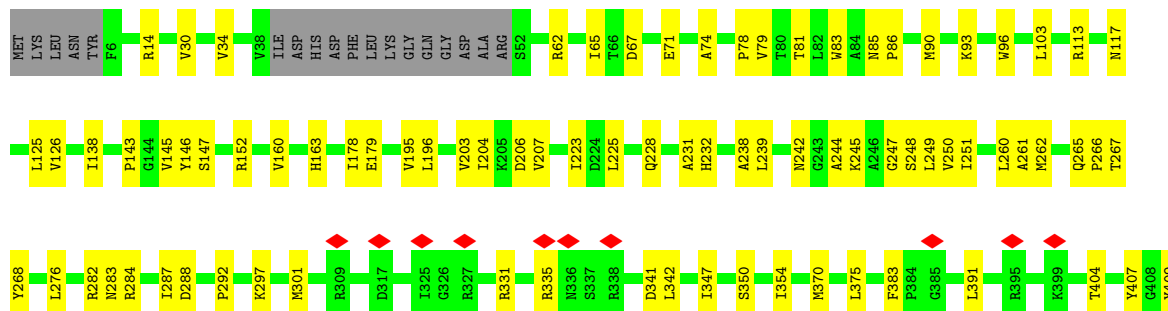 MET LYS LEU ASN TYR F6 R14 V30 V34 V38 ILE ASP HIS ASP PHE LEU LYS GLY GLN GLY ASP ALA ARG S52 R62 I65 T66 D67 E71 A74 P78 V79 T80 T81 L82 W83 A84 N85 P86 M90 K93 W96 L103 R113 N117
L125 V126 I138 P143 G144 V145 Y146 S147 R152 V160 H163 I178 E179 V195 L196 V203 I204 K205 D206 V207 I223 D224 L225 Q228 A231 H232 A238 L239 N242 G243 A244 K245 A246 G247 S248 L249 V250 I251 L260 A261 M262 Q265 P266 T267
Y268 L276 R282 N283 R284 I287 D288 P292 K297 M301 R309 D317 I325 G326 R327 R331 R335 N336 S337 R338 D341 L342 I347 S350 I354 M370 L375 F383 P384 G385 L391 R395 K399 T404 Y407 G408